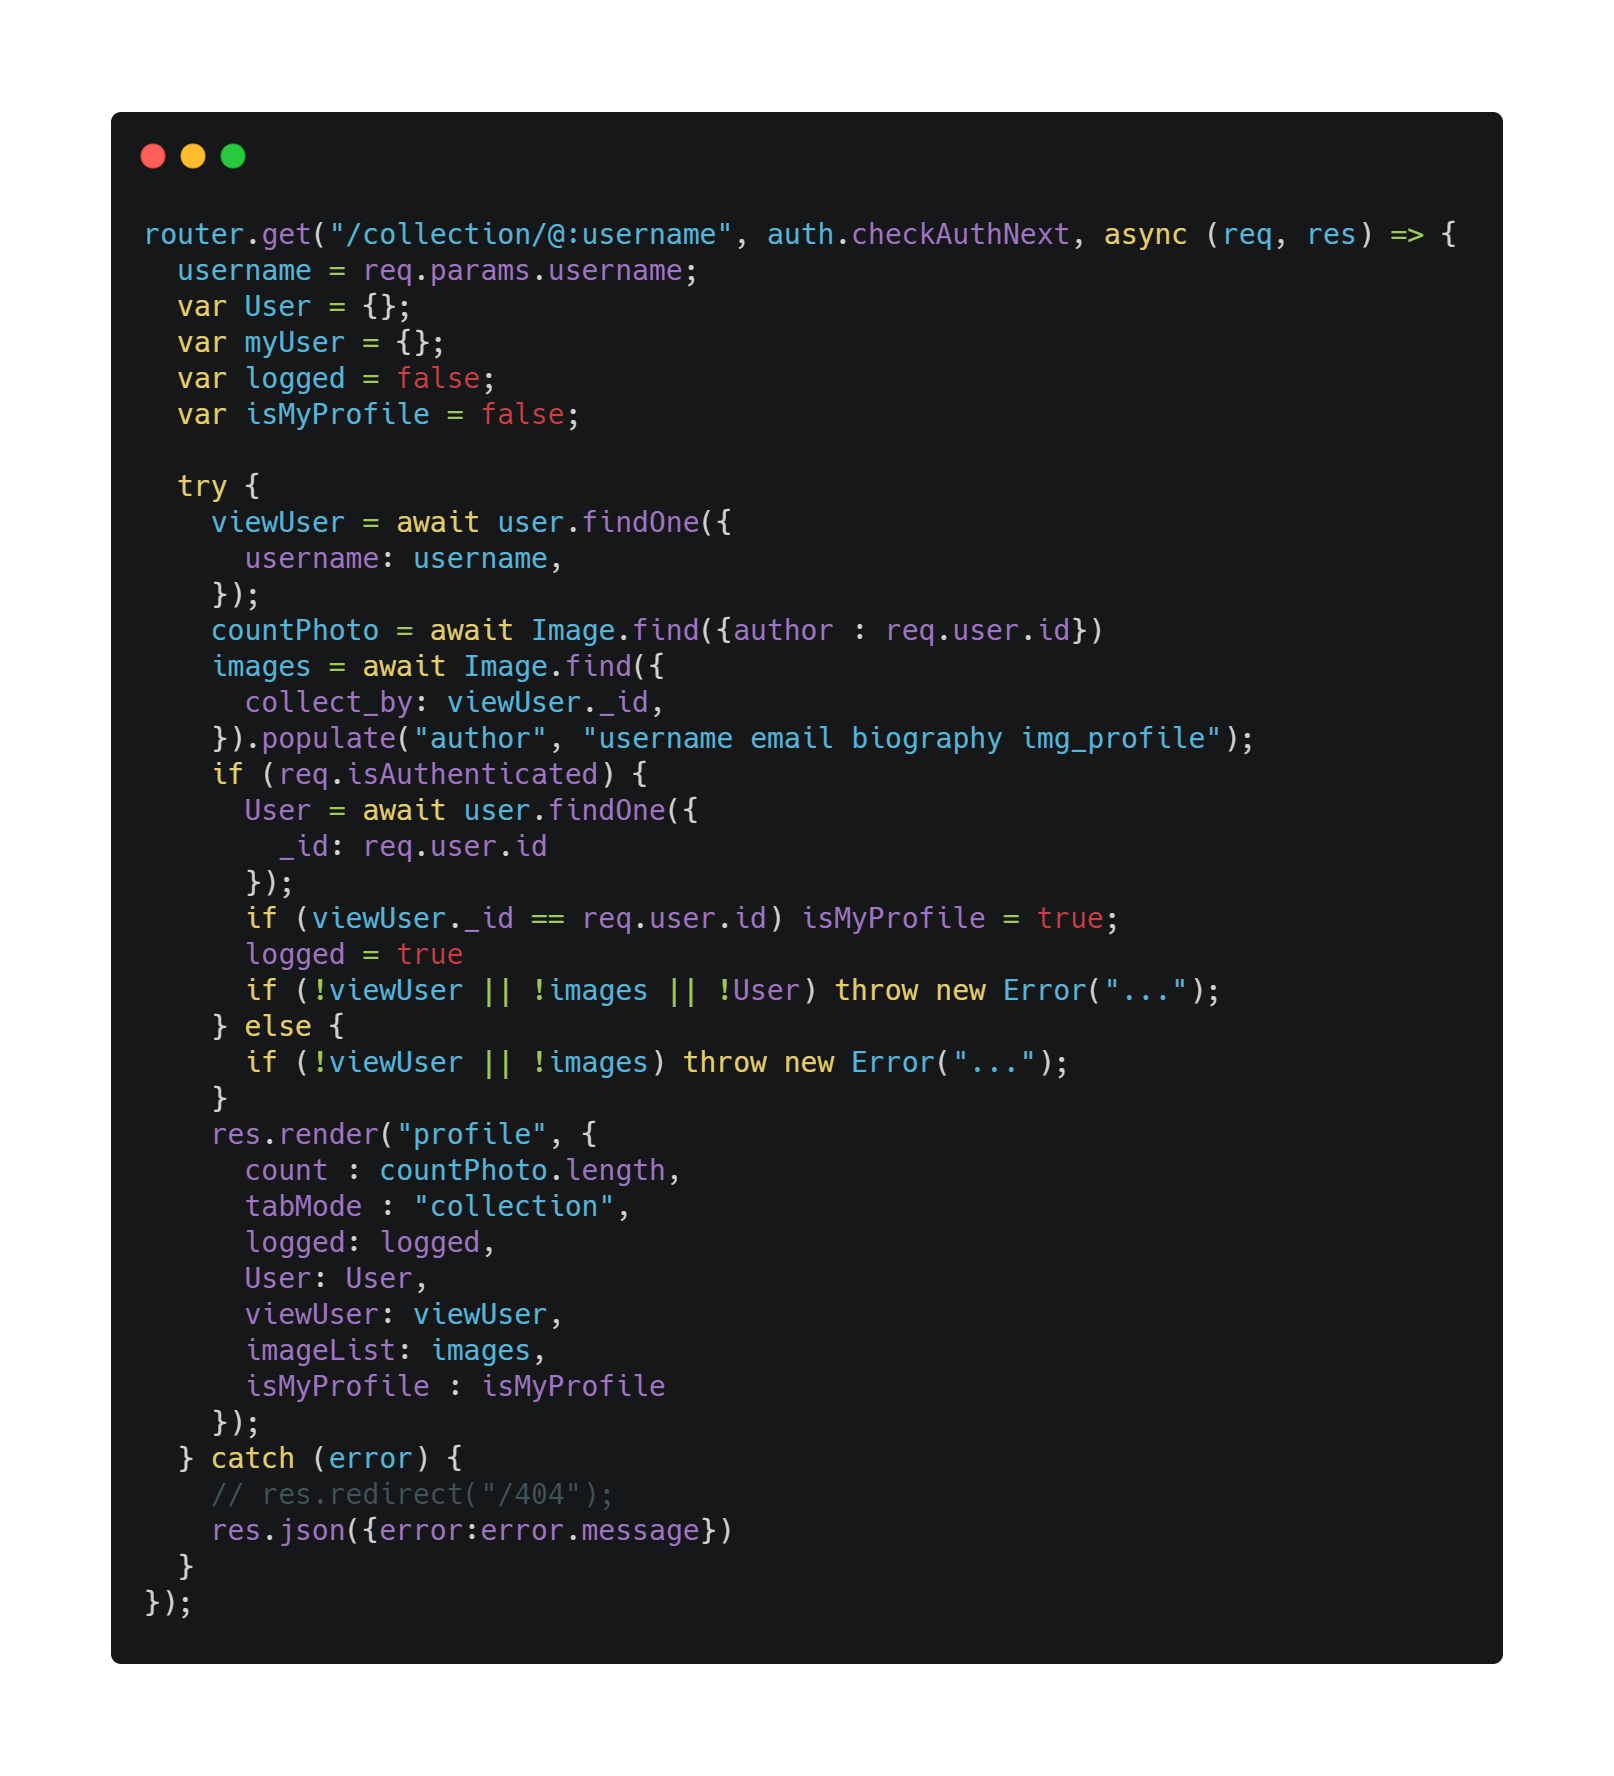 router.get("/collection/@:username", auth.checkAuthNext, async (req, res) => {
  username = req.params.username;
  var User = {};
  var myUser = {};
  var logged = false;
  var isMyProfile = false;

  try {
    viewUser = await user.findOne({
      username: username,
    });
    countPhoto = await Image.find({author : req.user.id})
    images = await Image.find({
      collect_by: viewUser._id,
    }).populate("author", "username email biography img_profile");
    if (req.isAuthenticated) {
      User = await user.findOne({
        _id: req.user.id
      });
      if (viewUser._id == req.user.id) isMyProfile = true;
      logged = true
      if (!viewUser || !images || !User) throw new Error("...");
    } else {
      if (!viewUser || !images) throw new Error("...");
    }
    res.render("profile", {
      count : countPhoto.length,
      tabMode : "collection",
      logged: logged,
      User: User,
      viewUser: viewUser,
      imageList: images,
      isMyProfile : isMyProfile
    });
  } catch (error) {
    // res.redirect("/404");
    res.json({error:error.message})
  }
});